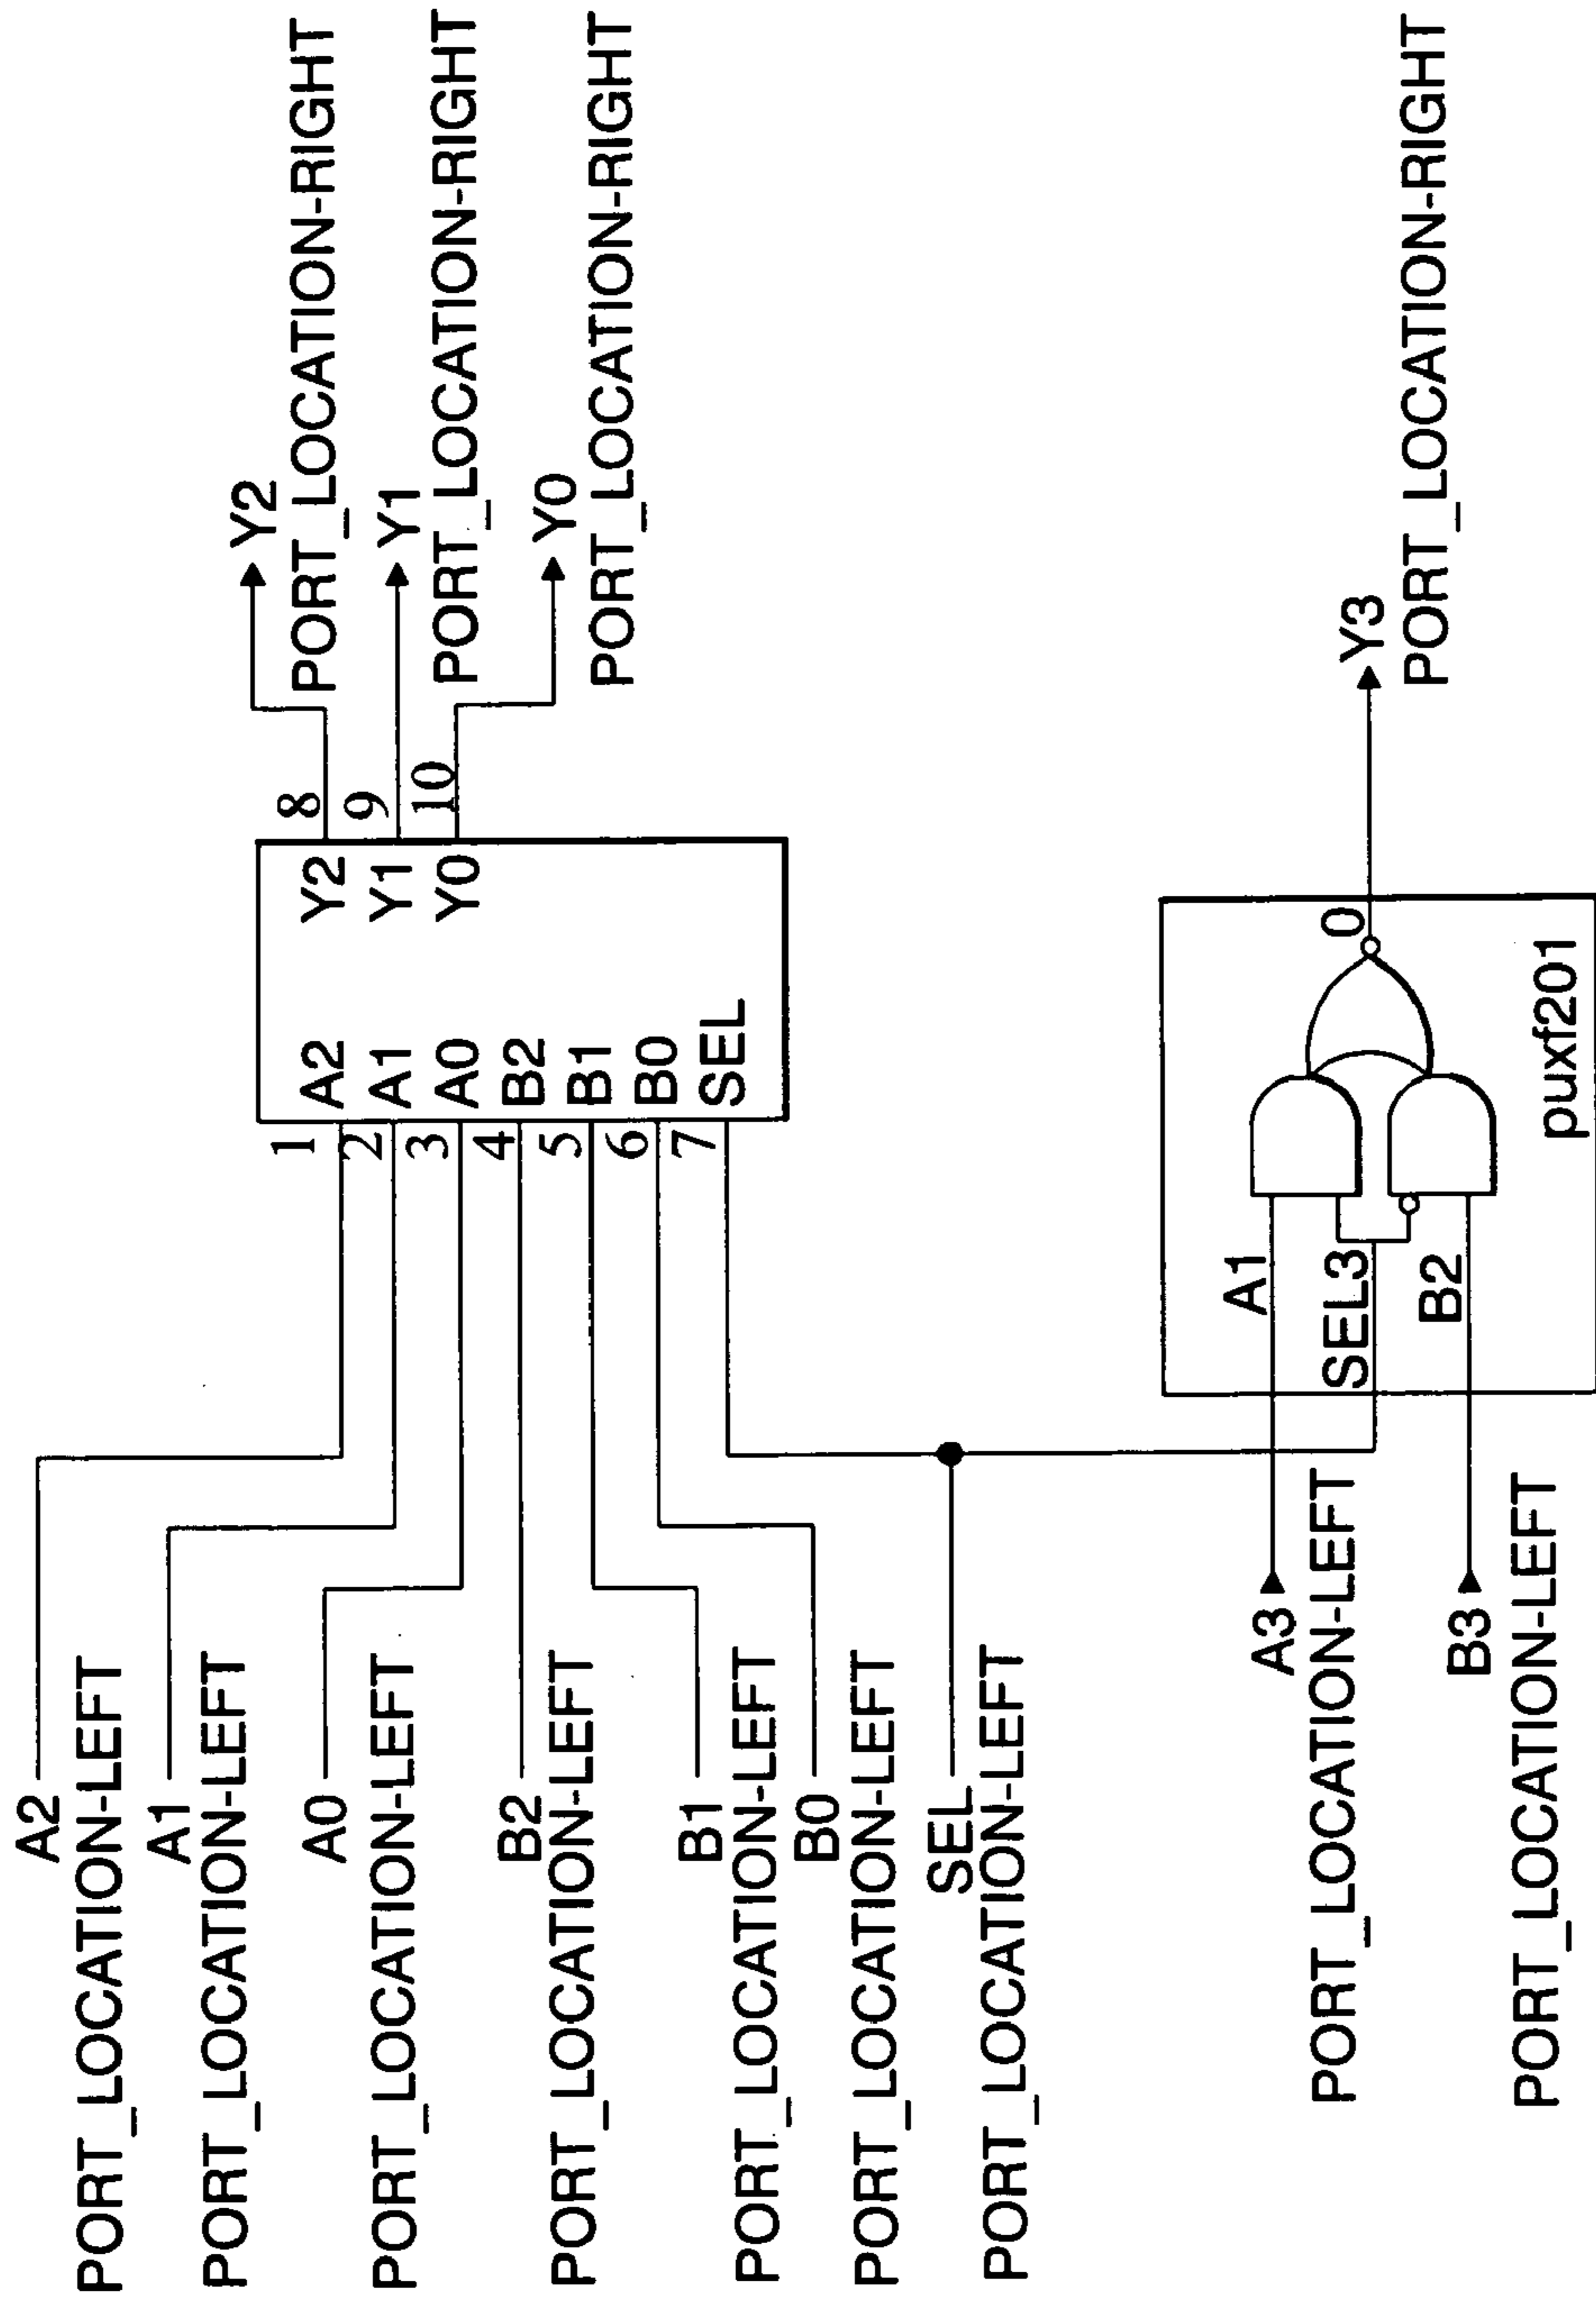 A2
PORT_LOCATION-LEFT
A1
PORT_LOCATION-LEFT
A0
PORT_LOCATION-LEFT
B2
PORT_LOCATION-LEFT
B1
PORT_LOCATION-LEFT
B0
PORT_LOCATION-LEFT
SEL
PORT_LOCATION-LEFT
1
2
3
4
5
6
7
A2
A1
A0
B2
B1
B0
SEL
Y2
Y1
Y0
8
9
10
Y2
PORT_LOCATION-RIGHT
Y1
PORT_LOCATION-RIGHT
Y0
PORT_LOCATION-RIGHT
A3
PORT_LOCATION-LEFT
B3
PORT_LOCATION-LEFT
A1
SEL3
B2
0
puxf201
Y3
PORT_LOCATION-RIGHT